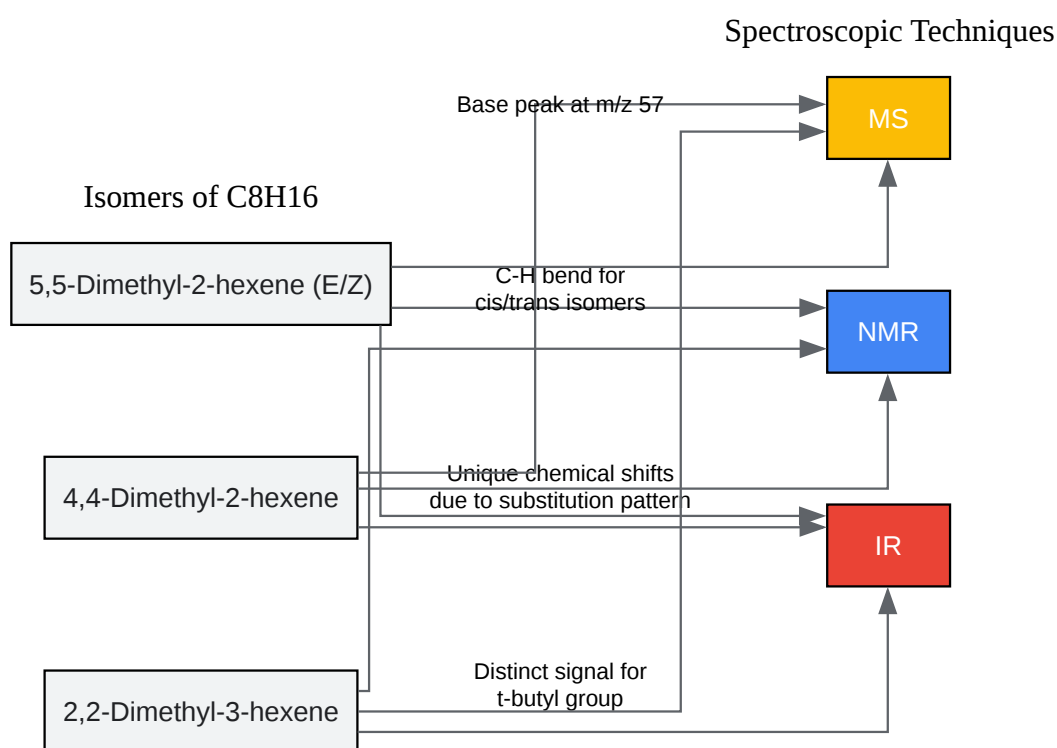 Spectroscopic Techniques
Base peak at m/z 57
MS
Isomers of C8H16
5,5-Dimethyl-2-hexene (E/Z)
C-H bend for
cis/trans isomers
NMR
4,4-Dimethyl-2-hexene
Unique chemical shifts
due to substitution pattern
IR
2,2-Dimethyl-3-hexene
Distinct signal for
t-butyl group